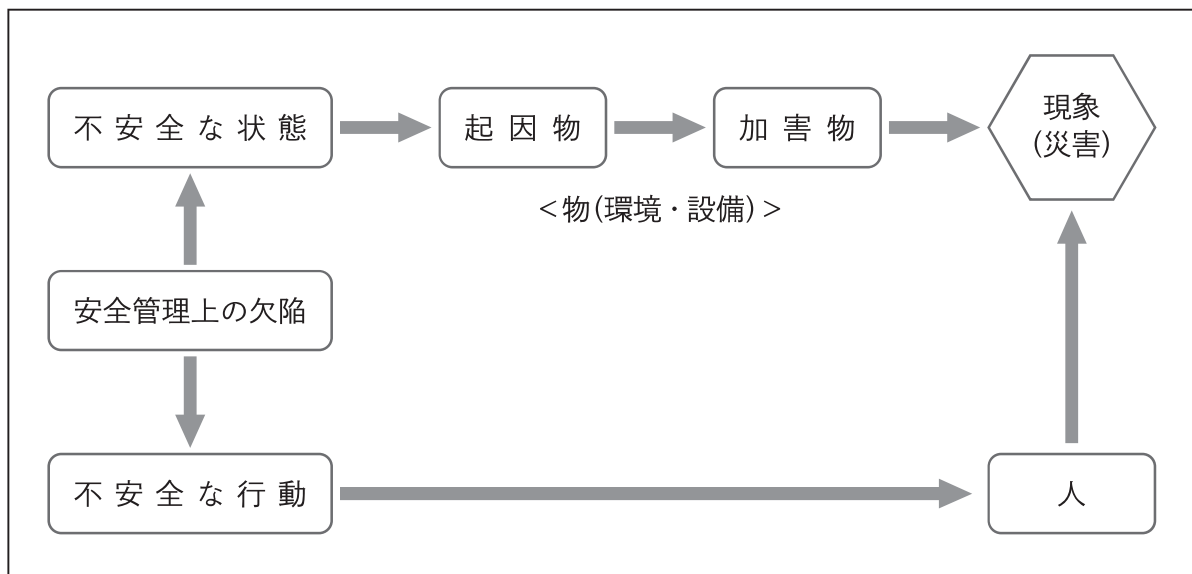 不安全な状態
起因物
加害物
現象
(災害)
＜物(環境・設備)＞
安全管理上の欠陥
不安全な行動
人